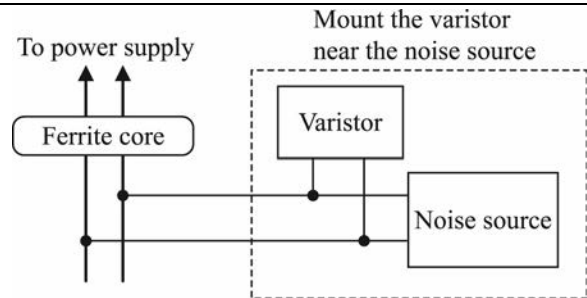 Mount the varistor
near the noise source
To power supply
Ferrite core
Varistor
Noise source